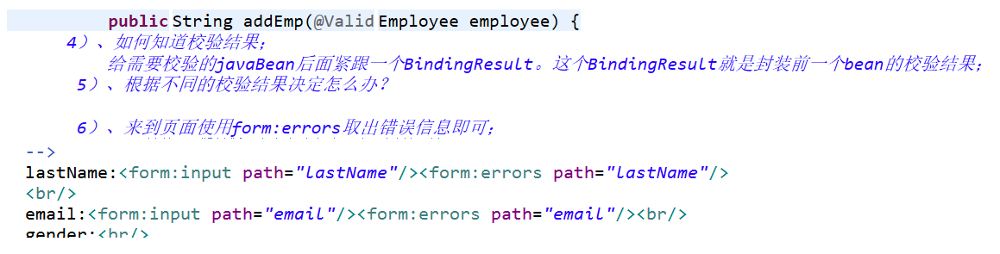 public String addEmp(@Valid Employee employee) {
4）、如何知道校验结果；
给需要校验的javaBean后面紧跟一个BindingResult。这个BindingResult就是封装前一个bean的校验结果；
5）、根据不同的校验结果决定怎么办？
6）、来到页面使用form:errors取出错误信息即可；
-->
lastName:<form:input path="lastName"/><form:errors path="lastName"/>
<br/>
email:<form:input path="email"/><form:errors path="email"/><br/>
gender:<br/>